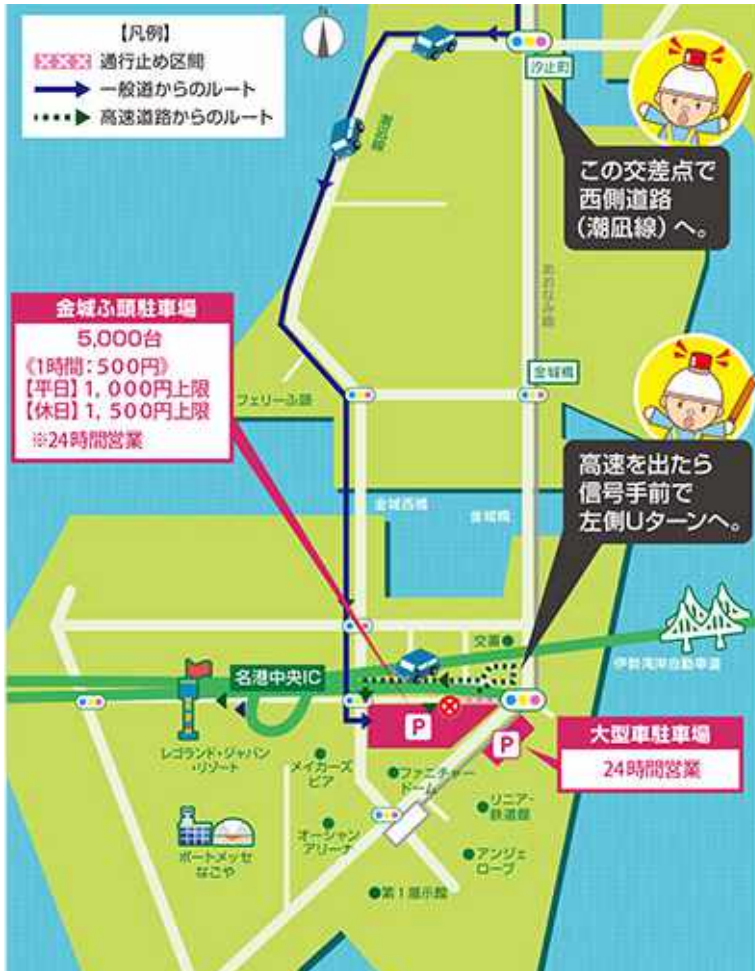 【凡例】
通行止め区間
一般道からのルート
高速道路からのルート
N
汐止町
潮凪線
この交差点で
西側道路
(潮凪線)へ。
あおなみ線
金城ふ頭駐車場
5,000台
《1時間:500円》
【平日】1,000円上限
【休日】1,500円上限
※24時間営業
フェリーふ頭
金城橋
高速を出たら
信号手前で
左側Uターンへ。
金城西橋
金城橋
交番
伊勢湾岸自動車道
名港中央IC
レゴランド・ジャパン
・リゾート
メイカーズ
ピア
P
P
大型車駐車場
24時間営業
ファニチャー
ドーム
リニア・
鉄道館
オーシャン
アリーナ
アンジェ
ローブ
ポートメッセ
なごや
第1展示館